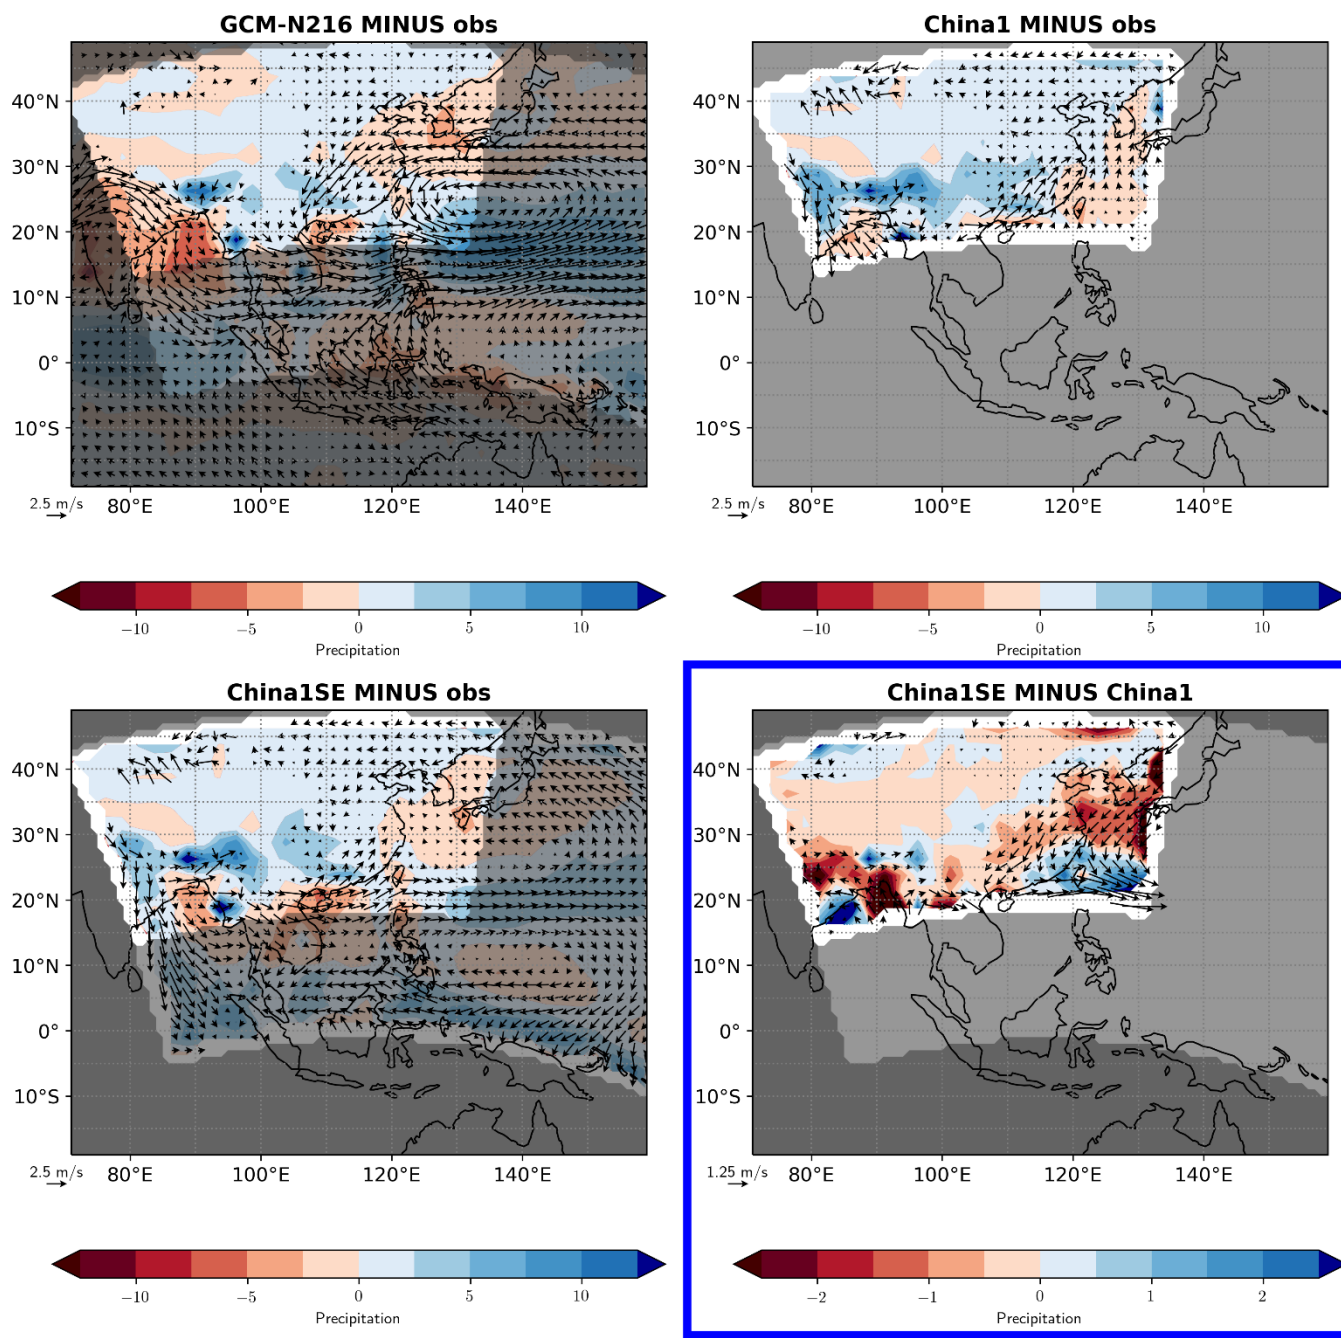 GCM-N216 MINUS obs
40°N
30°N
20°N
10°N
0°
10°S
2.5 m/s
80°E 100°E 120°E 140°E
−10 −5 0 5 10
Precipitation
China1 MINUS obs
40°N
30°N
20°N
10°N
0°
10°S
2.5 m/s
80°E 100°E 120°E 140°E
−10 −5 0 5 10
Precipitation
China1SE MINUS obs
40°N
30°N
20°N
10°N
0°
10°S
2.5 m/s
80°E 100°E 120°E 140°E
−10 −5 0 5 10
Precipitation
China1SE MINUS China1
40°N
30°N
20°N
10°N
0°
10°S
1.25 m/s
80°E 100°E 120°E 140°E
−2 −1 0 1 2
Precipitation